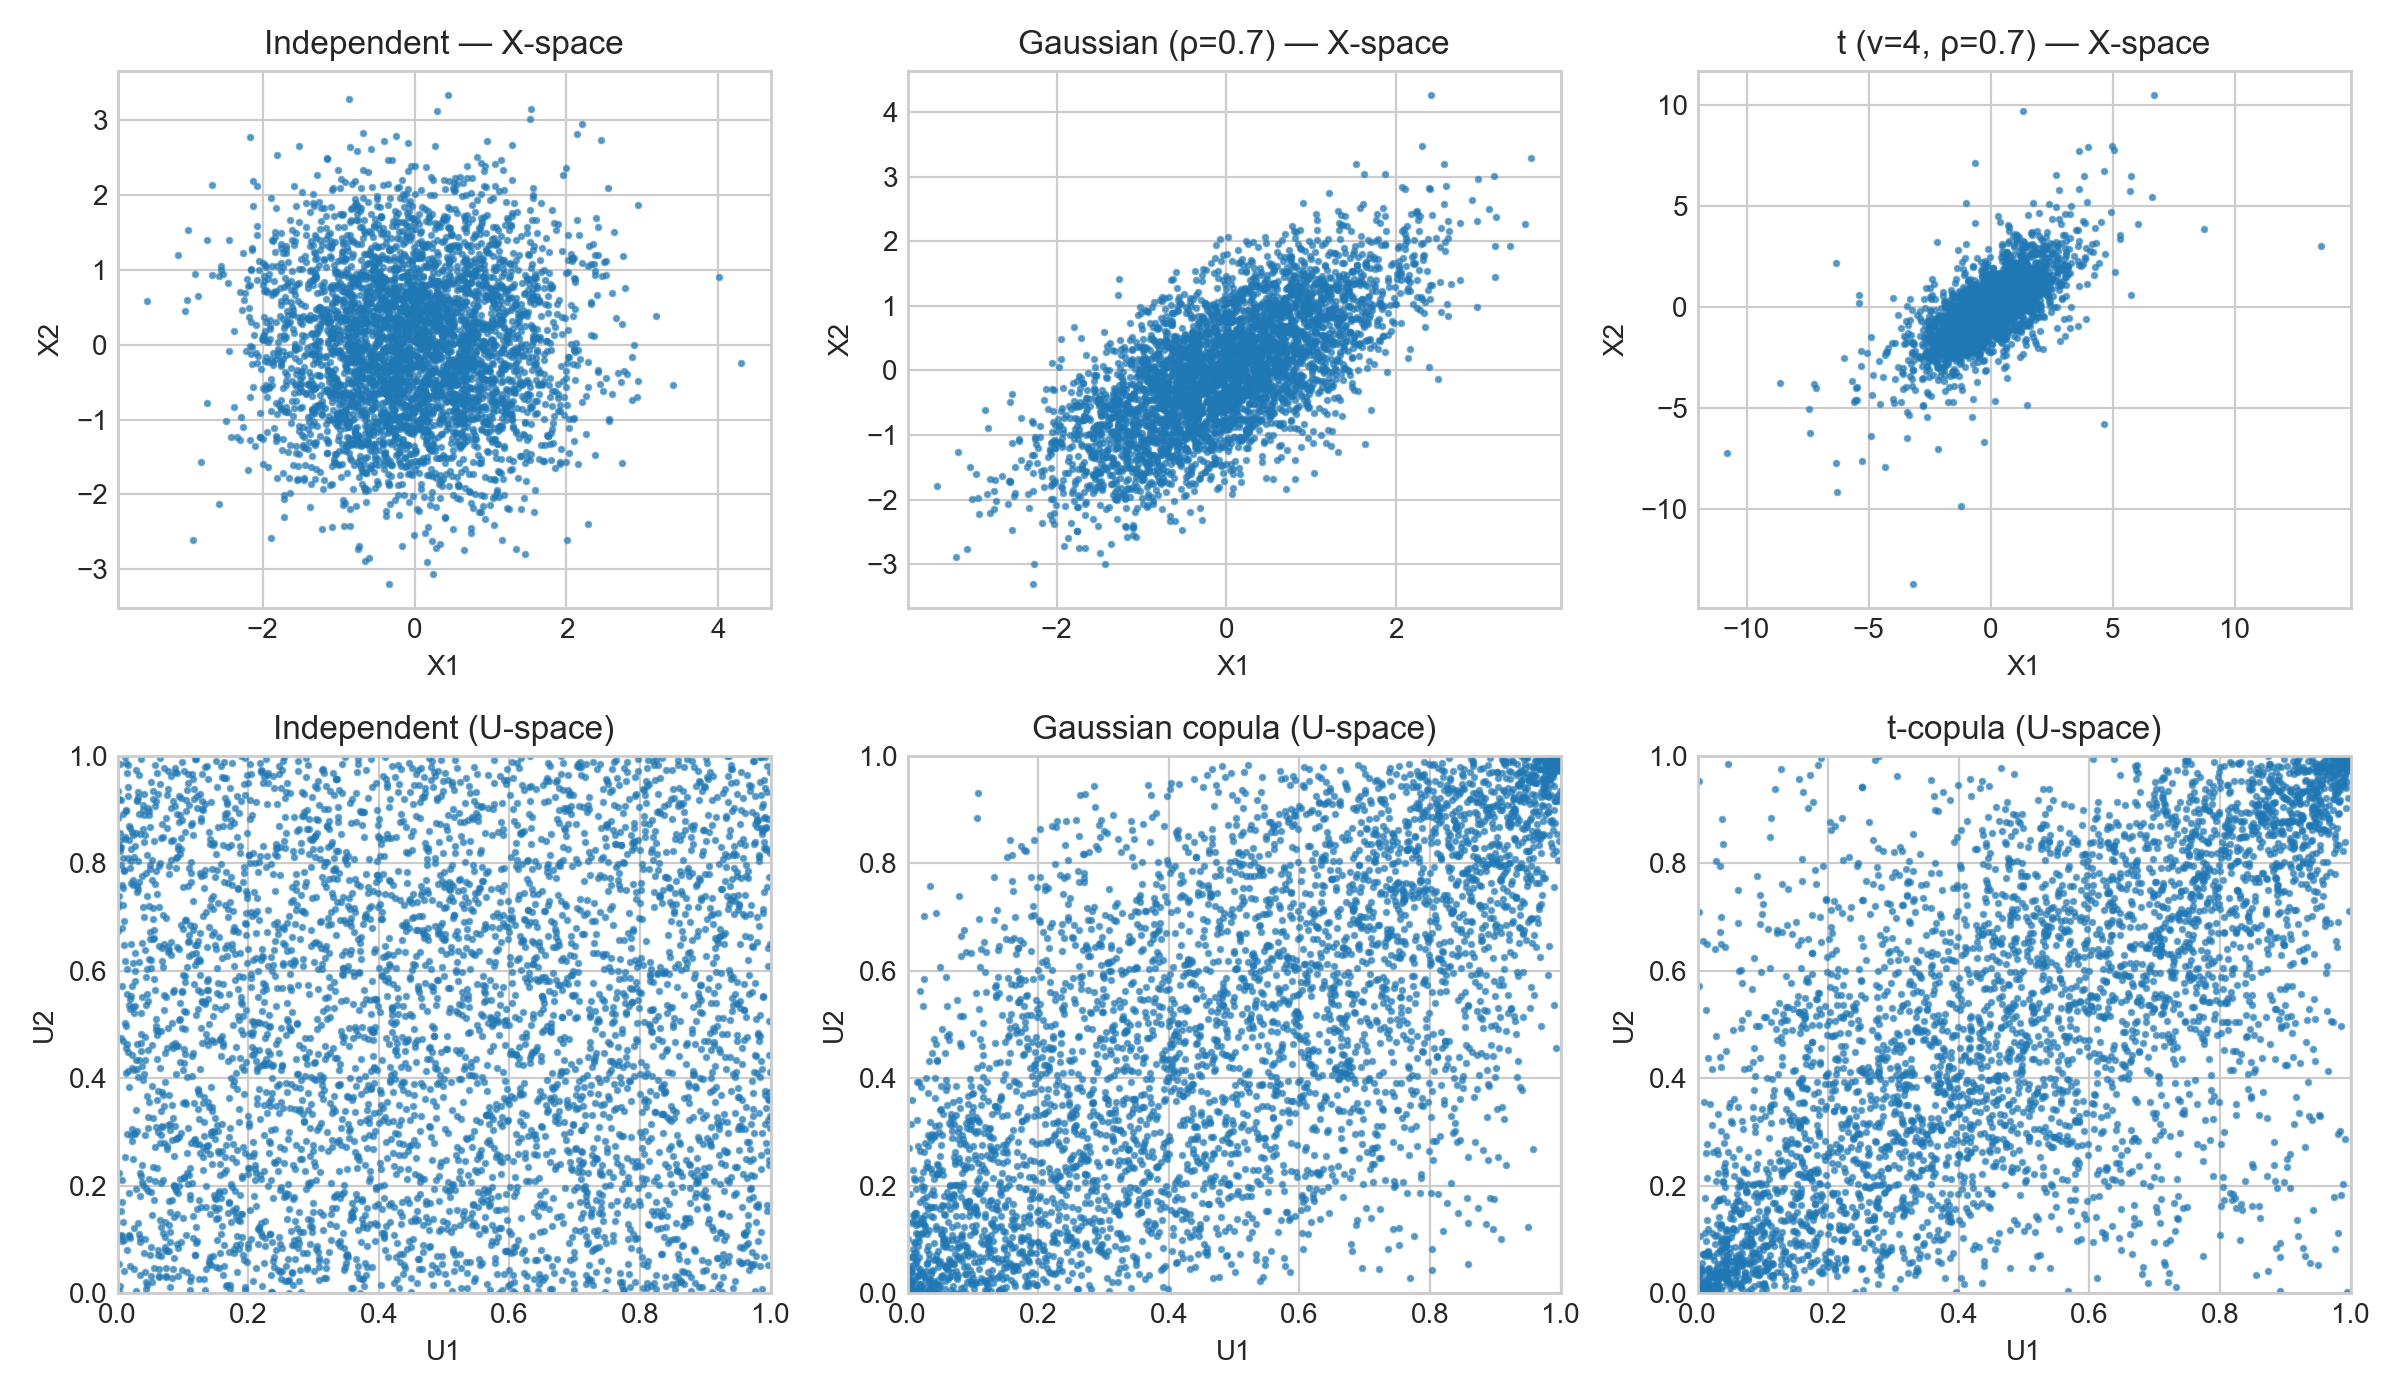 Independent — X-space
X2
3
2
1
0
−1
−2
−3
−2 0 2 4
X1
Gaussian (ρ=0.7) — X-space
X2
4
3
2
1
0
−1
−2
−3
−2 0 2
X1
t (ν=4, ρ=0.7) — X-space
X2
10
5
0
−5
−10
−10 −5 0 5 10
X1
Independent (U-space)
U2
1.0
0.8
0.6
0.4
0.2
0.0
0.0 0.2 0.4 0.6 0.8 1.0
U1
Gaussian copula (U-space)
U2
1.0
0.8
0.6
0.4
0.2
0.0
0.0 0.2 0.4 0.6 0.8 1.0
U1
t-copula (U-space)
U2
1.0
0.8
0.6
0.4
0.2
0.0
0.0 0.2 0.4 0.6 0.8 1.0
U1